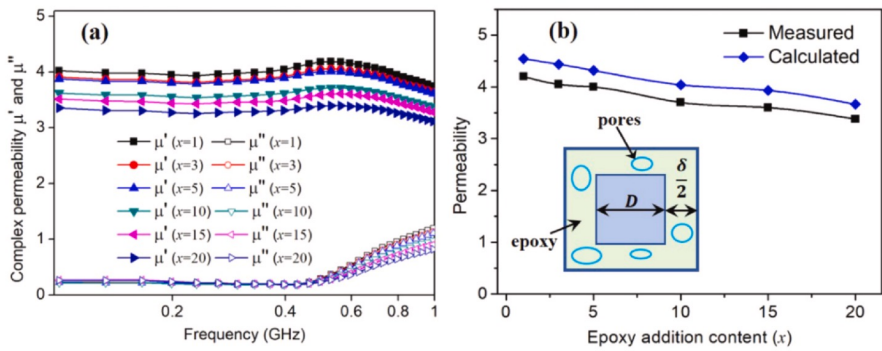 (a)
Complex permeability μ' and μ''
5
4
3
2
1
0
μ' (x=1) μ'' (x=1)
μ' (x=3) μ'' (x=3)
μ' (x=5) μ'' (x=5)
μ' (x=10) μ'' (x=10)
μ' (x=15) μ'' (x=15)
μ' (x=20) μ'' (x=20)
0.2 0.4 0.6 0.8 1
Frequency (GHz)
(b)
Measured
Calculated
Permeability
5
4
3
2
1
0
pores
δ
2
D
epoxy
0 5 10 15 20
Epoxy addition content (x)